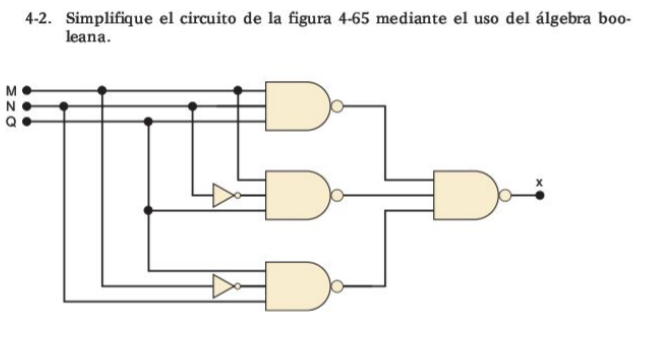 4-2. Simplifique el circuito de la figura 4-65 mediante el uso del álgebra boo-
leana.
M
N
Q
x